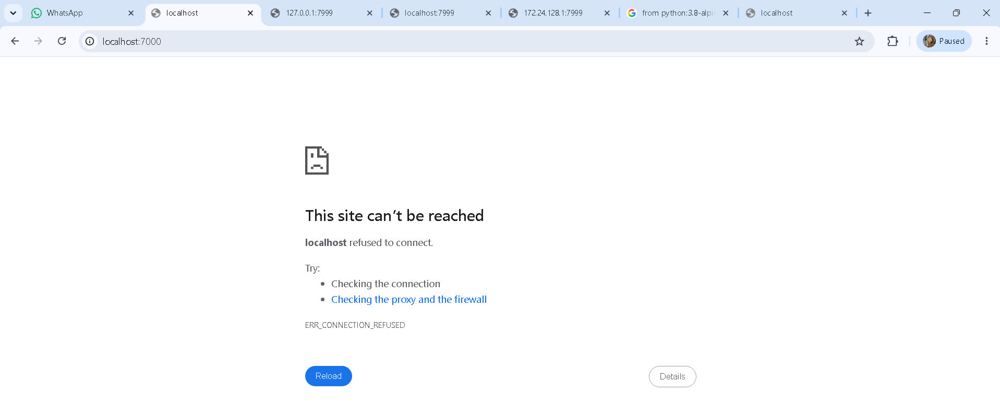 WhatsApp
localhost
127.0.0.1:7999
localhost:7999
172.24.128.1:7999
from python:3.8-alpi
localhost
localhost:7000
Paused
This site can't be reached
localhost refused to connect.
Try:
Checking the connection
Checking the proxy and the firewall
ERR_CONNECTION_REFUSED
Reload
Details